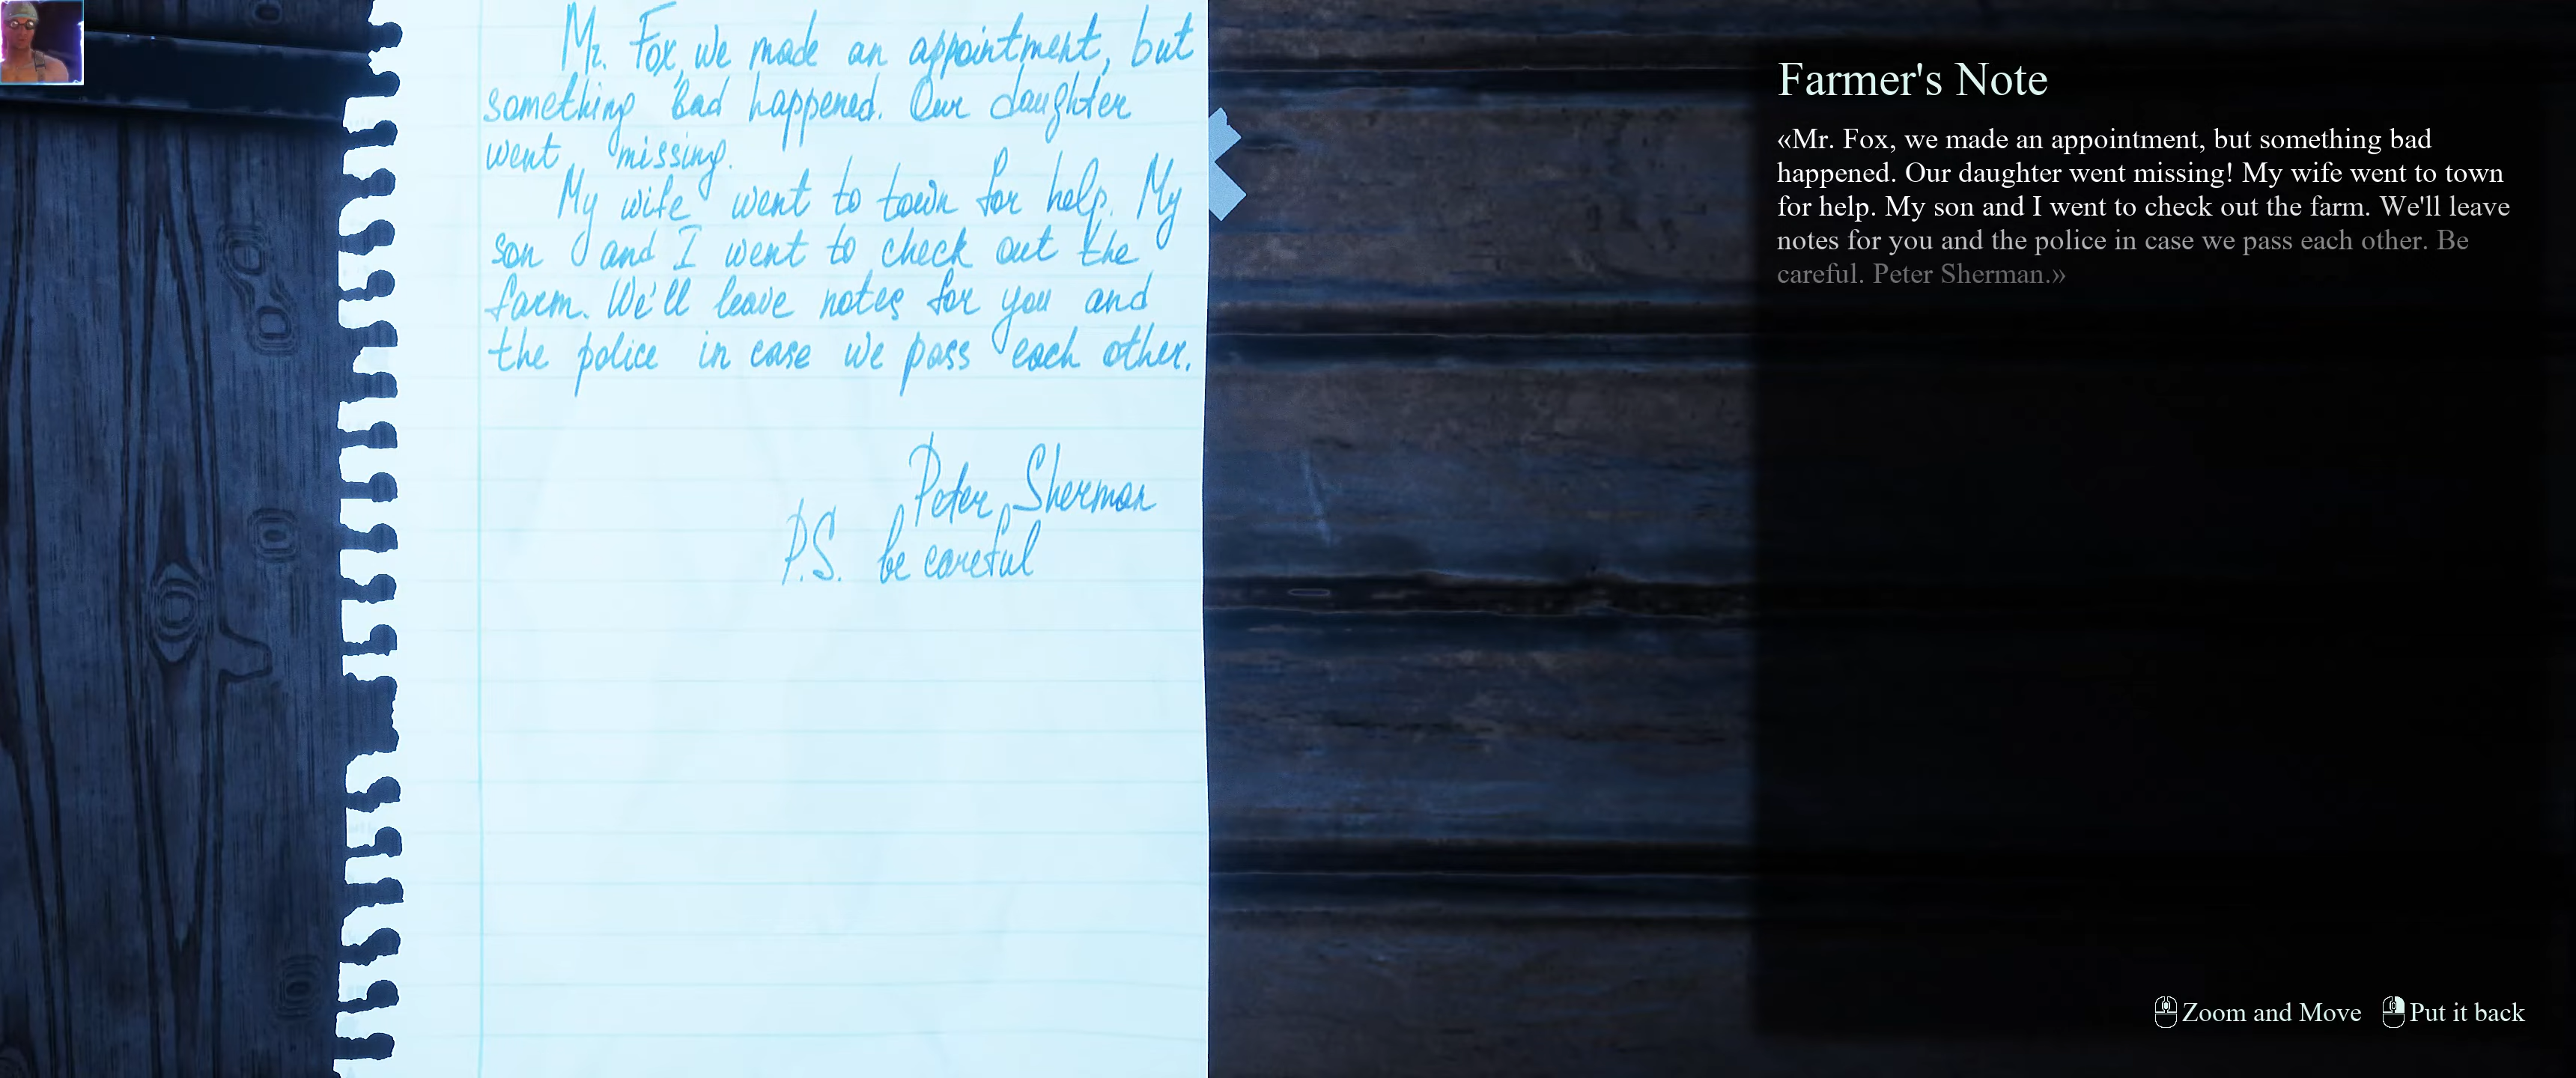 Mr. Fox, we made an appointment, but
something bad happened. Our daughter
went missing.
My wife went to town for help. My
son and I went to check out the
farm. We'll leave notes for you and
the police in case we pass each other.
Peter Sherman
P.S. be careful
Farmer's Note
«Mr. Fox, we made an appointment, but something bad
happened. Our daughter went missing! My wife went to town
for help. My son and I went to check out the farm. We'll leave
notes for you and the police in case we pass each other. Be
careful. Peter Sherman.»
Zoom and Move Put it back